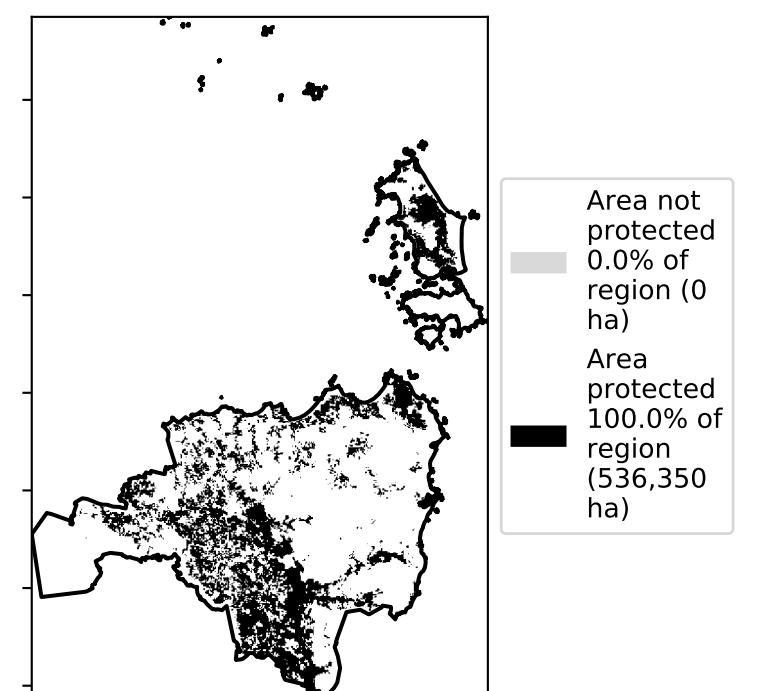 Area not
protected
0.0% of
region (0
ha)
Area
protected
100.0% of
region
(536,350
ha)